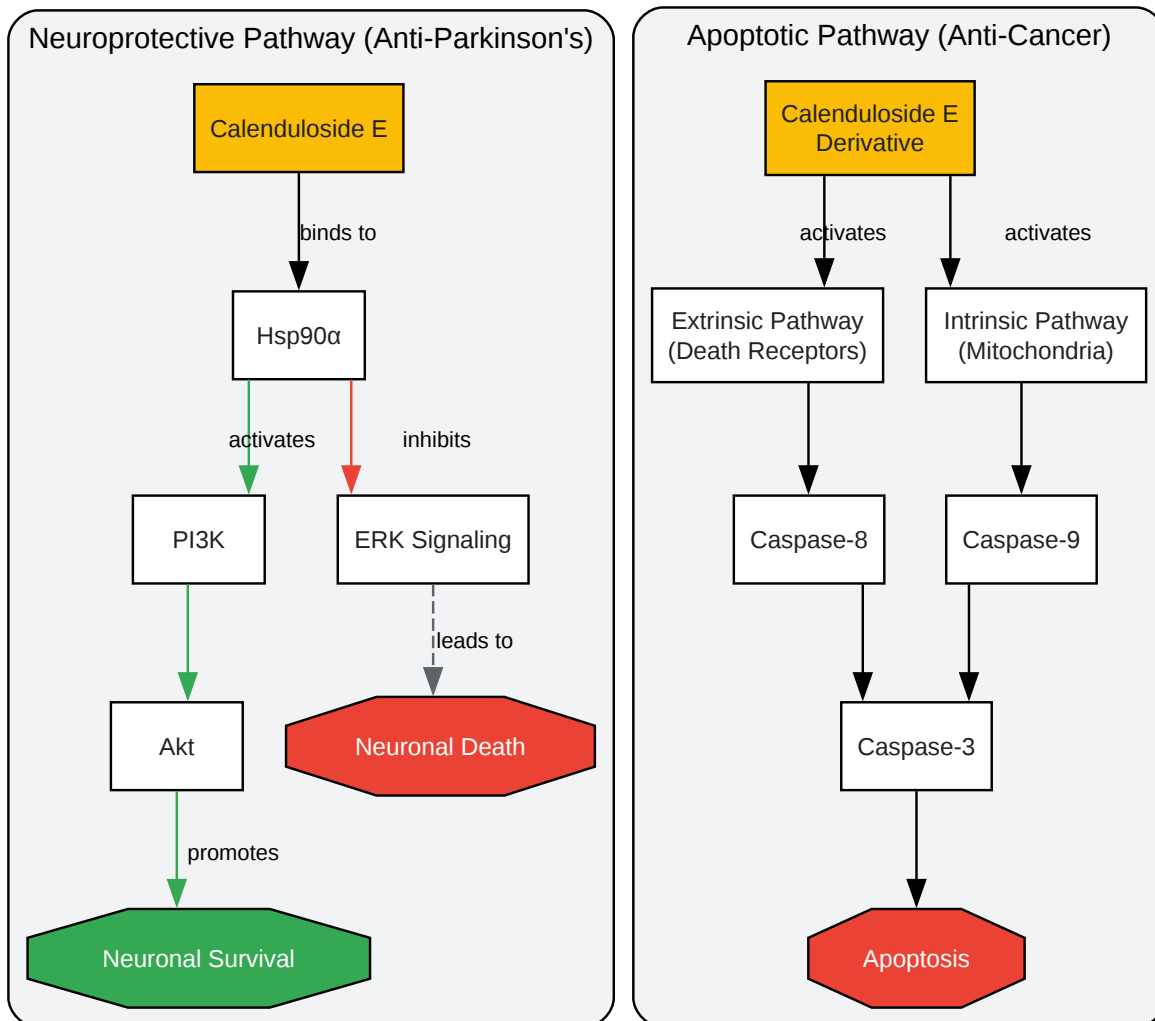 Neuroprotective Pathway (Anti-Parkinson's)
Calenduloside E
binds to
Hsp90α
activates
inhibits
PI3K
ERK Signaling
leads to
Akt
Neuronal Death
promotes
Neuronal Survival
Apoptotic Pathway (Anti-Cancer)
Calenduloside E
Derivative
activates
activates
Extrinsic Pathway
(Death Receptors)
Intrinsic Pathway
(Mitochondria)
Caspase-8
Caspase-9
Caspase-3
Apoptosis